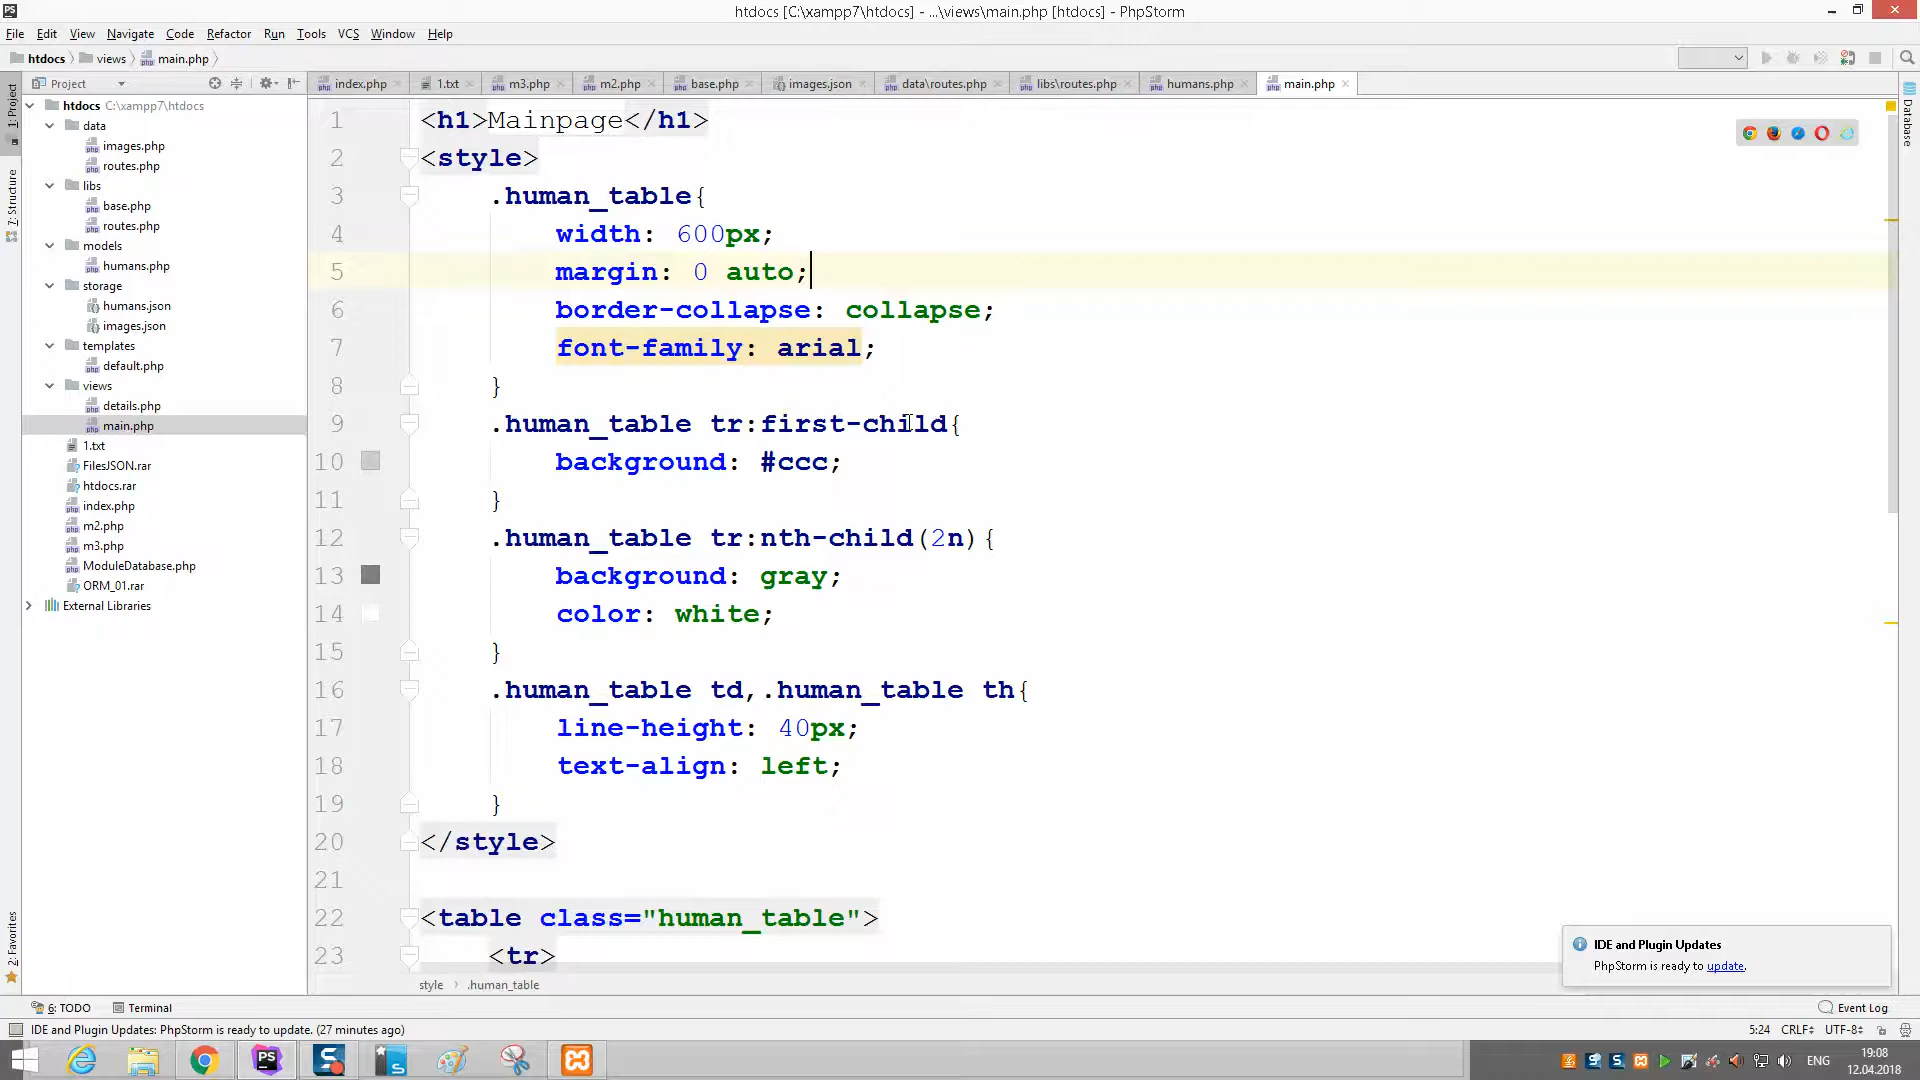 htdocs [C:\xampp7\htdocs] - ...\views\main.php [htdocs] - PhpStorm
File Edit View Navigate Code Refactor Run Tools VCS Window Help
htdocs views main.php
Project
index.php 1.txt m3.php m2.php base.php images.json data\routes.php libs\routes.php humans.php main.php
1: Project
7: Structure
2: Favorites
Database
htdocs C:\xampp7\htdocs
data
images.php
routes.php
libs
base.php
routes.php
models
humans.php
storage
humans.json
images.json
templates
default.php
views
details.php
main.php
1.txt
FilesJSON.rar
htdocs.rar
index.php
m2.php
m3.php
ModuleDatabase.php
ORM_01.rar
External Libraries
1 <h1>Mainpage</h1>
2 <style>
3 .human_table{
4 width: 600px;
5 margin: 0 auto;
6 border-collapse: collapse;
7 font-family: arial;
8 }
9 .human_table tr:first-child{
10 background: #ccc;
11 }
12 .human_table tr:nth-child(2n){
13 background: gray;
14 color: white;
15 }
16 .human_table td,.human_table th{
17 line-height: 40px;
18 text-align: left;
19 }
20 </style>
21
22 <table class="human_table">
23 <tr>
style .human_table
IDE and Plugin Updates
PhpStorm is ready to update.
6: TODO Terminal Event Log
IDE and Plugin Updates: PhpStorm is ready to update. (27 minutes ago) 5:24 CRLF UTF-8
ENG 19:08
12.04.2018